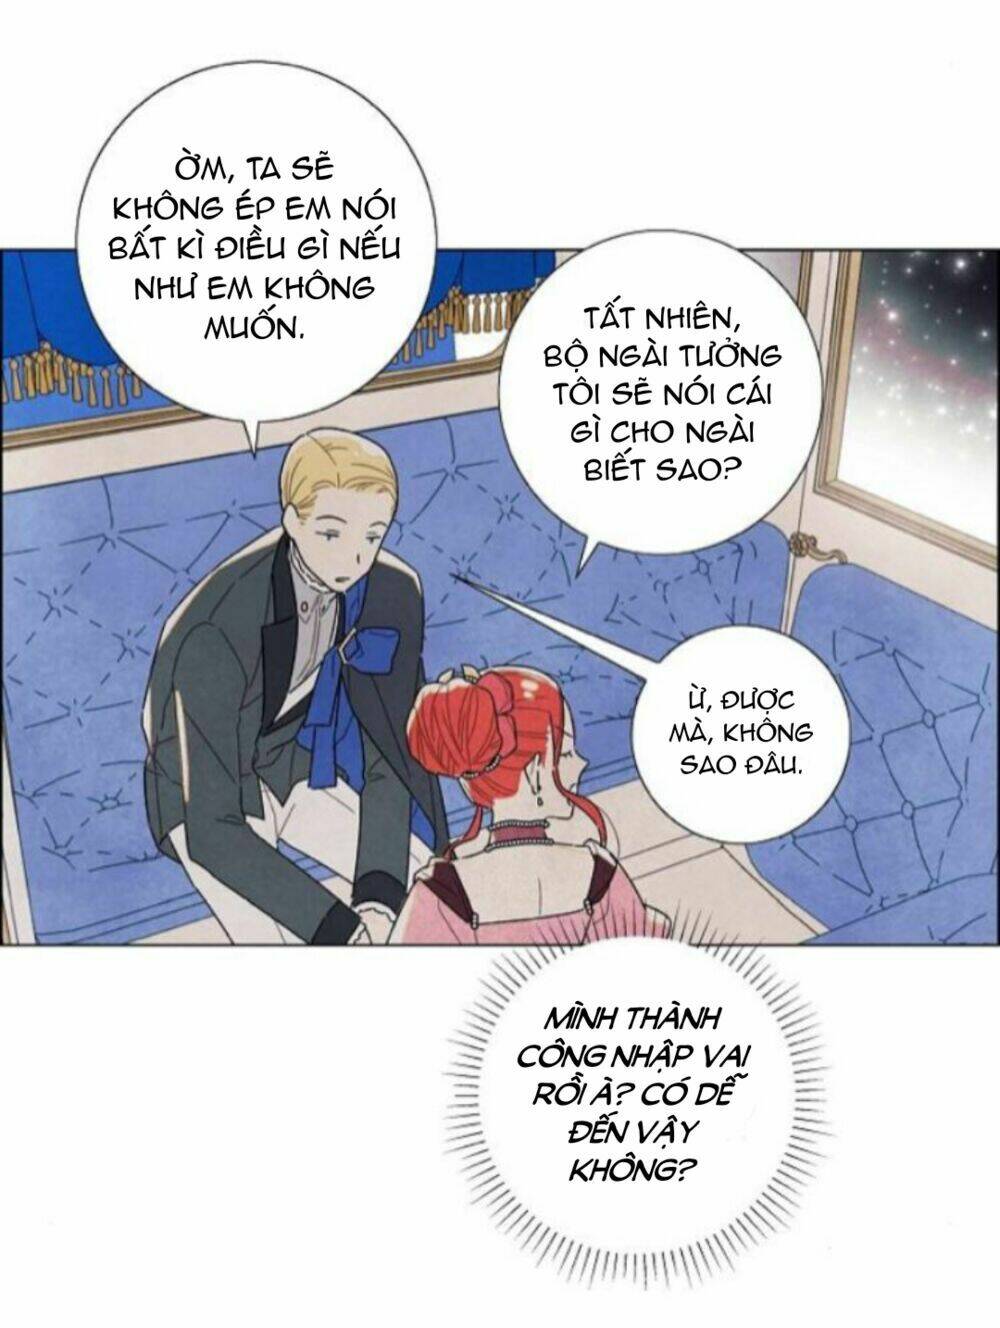 ỜM, TA SẼ
KHÔNG ÉP EM NÓI
BẤT KÌ ĐIỀU GÌ NẾU
NHƯ EM KHÔNG
MUỐN.
TẤT NHIÊN,
BỘ NGÀI TƯỞNG
TÔI SẼ NÓI CÁI
GÌ CHO NGÀI
BIẾT SAO?
Ừ, ĐƯỢC
MÀ, KHÔNG
SAO ĐÂU.
MÌNH THÀNH
CÔNG NHẬP VAI
RỒI À? CÓ DỄ
ĐẾN VẬY
KHÔNG?